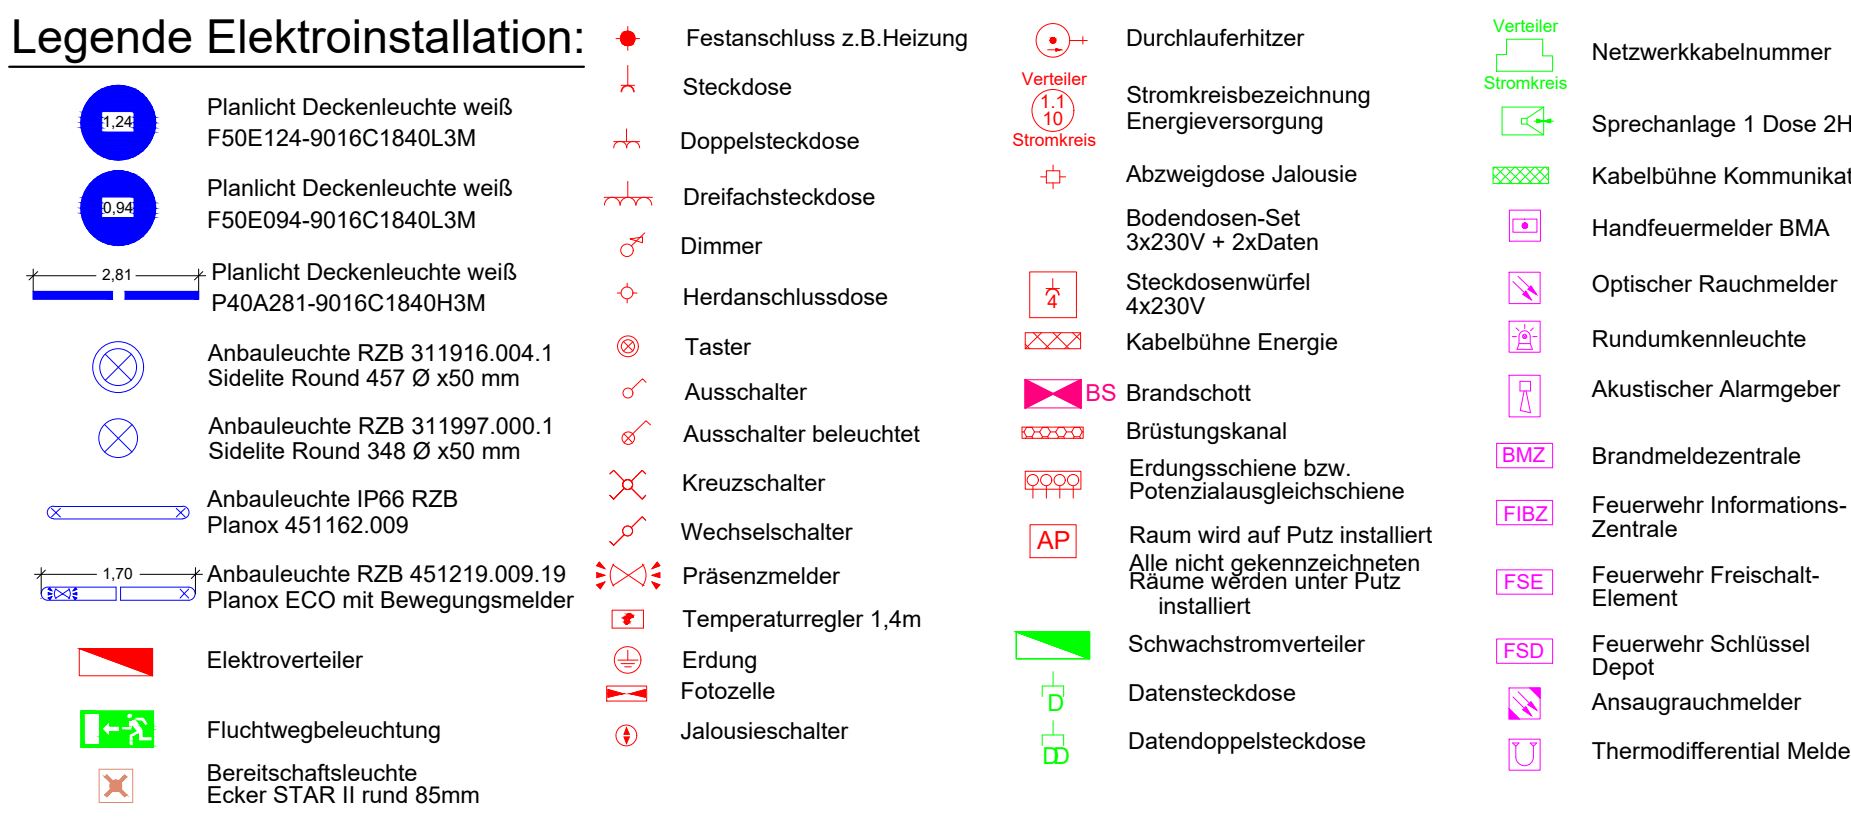 Legende Elektroinstallation:
1,24
Planlicht Deckenleuchte weiß
F50E124-9016C1840L3M
0,94
Planlicht Deckenleuchte weiß
F50E094-9016C1840L3M
2,81
Planlicht Deckenleuchte weiß
P40A281-9016C1840H3M
Anbauleuchte RZB 311916.004.1
Sidelite Round 457 Ø x50 mm
Anbauleuchte RZB 311997.000.1
Sidelite Round 348 Ø x50 mm
Anbauleuchte IP66 RZB
Planox 451162.009
1,70
Anbauleuchte RZB 451219.009.19
Planox ECO mit Bewegungsmelder
Elektroverteiler
Fluchtwegbeleuchtung
Bereitschaftsleuchte
Ecker STAR II rund 85mm
Festanschluss z.B.Heizung
Steckdose
Doppelsteckdose
Dreifachsteckdose
Dimmer
Herdanschlussdose
Taster
Ausschalter
Ausschalter beleuchtet
Kreuzschalter
Wechselschalter
Präsenzmelder
Temperaturregler 1,4m
Erdung
Fotozelle
Jalousieschalter
Durchlauferhitzer
Verteiler
1.1
10
Stromkreis
Stromkreisbezeichnung
Energieversorgung
Abzweigdose Jalousie
Bodendosen-Set
3x230V + 2xDaten
4
Steckdosenwürfel
4x230V
Kabelbühne Energie
BS
Brandschott
Brüstungskanal
Erdungsschiene bzw.
Potenzialausgleichschiene
AP
Raum wird auf Putz installiert
Alle nicht gekennzeichneten
Räume werden unter Putz
installiert
Schwachstromverteiler
D
Datensteckdose
DD
Datendoppelsteckdose
Verteiler
Stromkreis
Netzwerkkabelnummer
Sprechanlage 1 Dose 2H
Kabelbühne Kommunikat
Handfeuermelder BMA
Optischer Rauchmelder
Rundumkennleuchte
Akustischer Alarmgeber
BMZ
Brandmeldezentrale
FIBZ
Feuerwehr Informations-
Zentrale
FSE
Feuerwehr Freischalt-
Element
FSD
Feuerwehr Schlüssel
Depot
Ansaugrauchmelder
Thermodifferential Melde